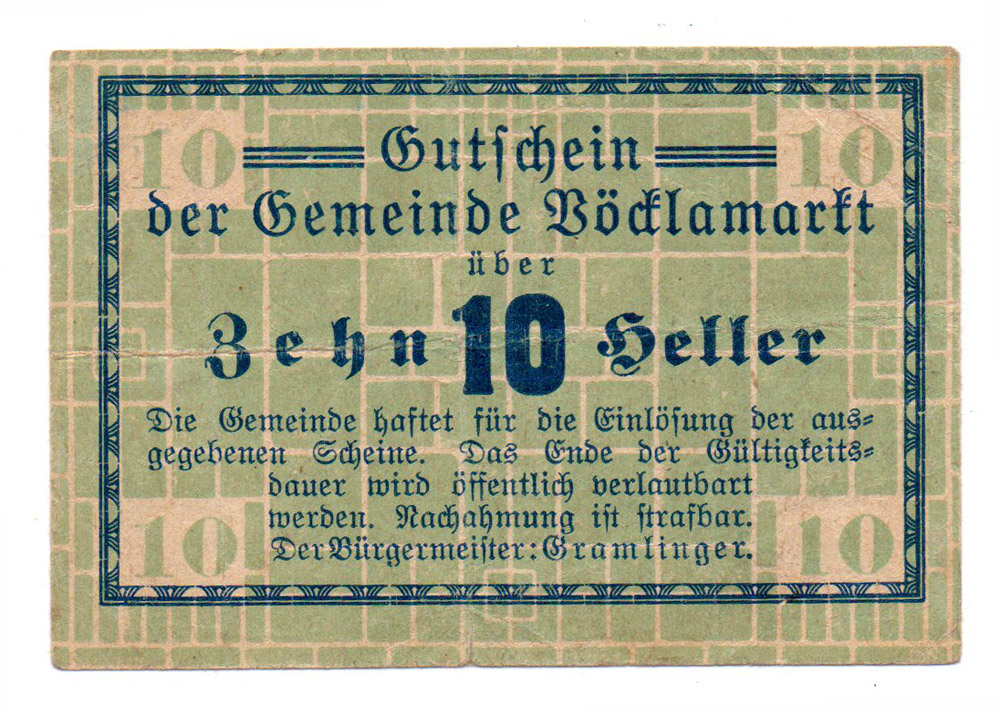 10 Gutschein 10
der Gemeinde Vöcklamarkt
über
Zehn 10 Heller
Die Gemeinde haftet für die Einlösung der aus-
gegebenen Scheine. Das Ende der Gültigkeits-
dauer wird öffentlich verlautbart
werden. Nachahmung ist strafbar.
Der Bürgermeister: Gramlinger.
10 10